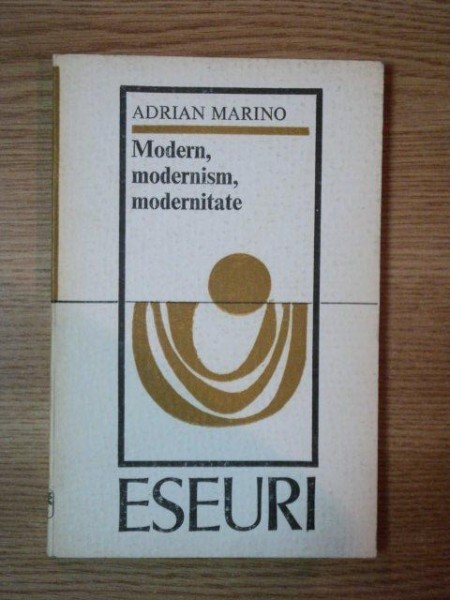 ADRIAN MARINO
Modern,
modernism,
modernitate
ESEURI